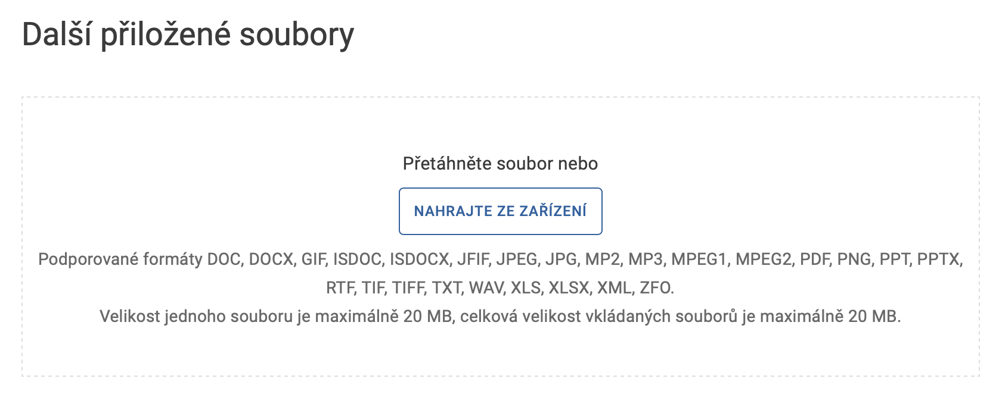 Další přiložené soubory
Přetáhněte soubor nebo
NAHRAJTE ZE ZAŘÍZENÍ
Podporované formáty DOC, DOCX, GIF, ISDOC, ISDOCX, JFIF, JPEG, JPG, MP2, MP3, MPEG1, MPEG2, PDF, PNG, PPT, PPTX,
RTF, TIF, TIFF, TXT, WAV, XLS, XLSX, XML, ZFO.
Velikost jednoho souboru je maximálně 20 MB, celková velikost vkládaných souborů je maximálně 20 MB.